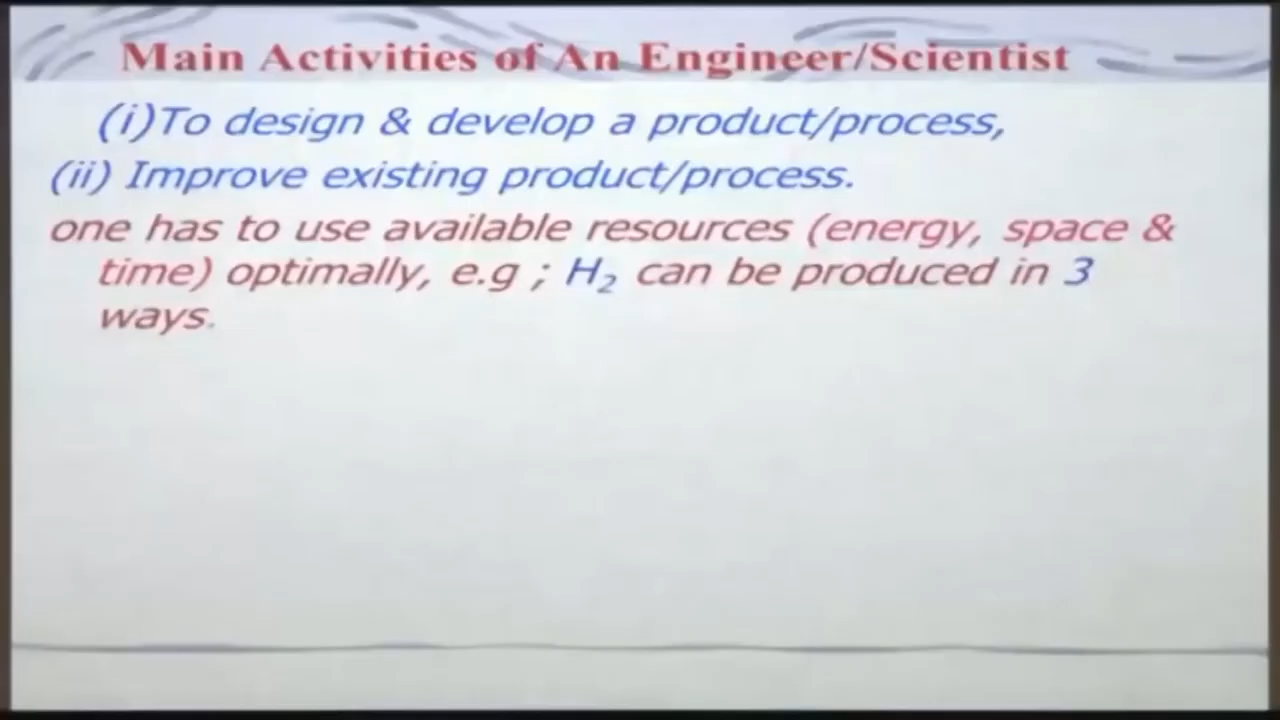 Main Activities of An Engineer/Scientist
(i)To design & develop a product/process,
(ii) Improve existing product/process.
one has to use available resources (energy, space &
time) optimally, e.g ; H₂ can be produced in 3
ways.